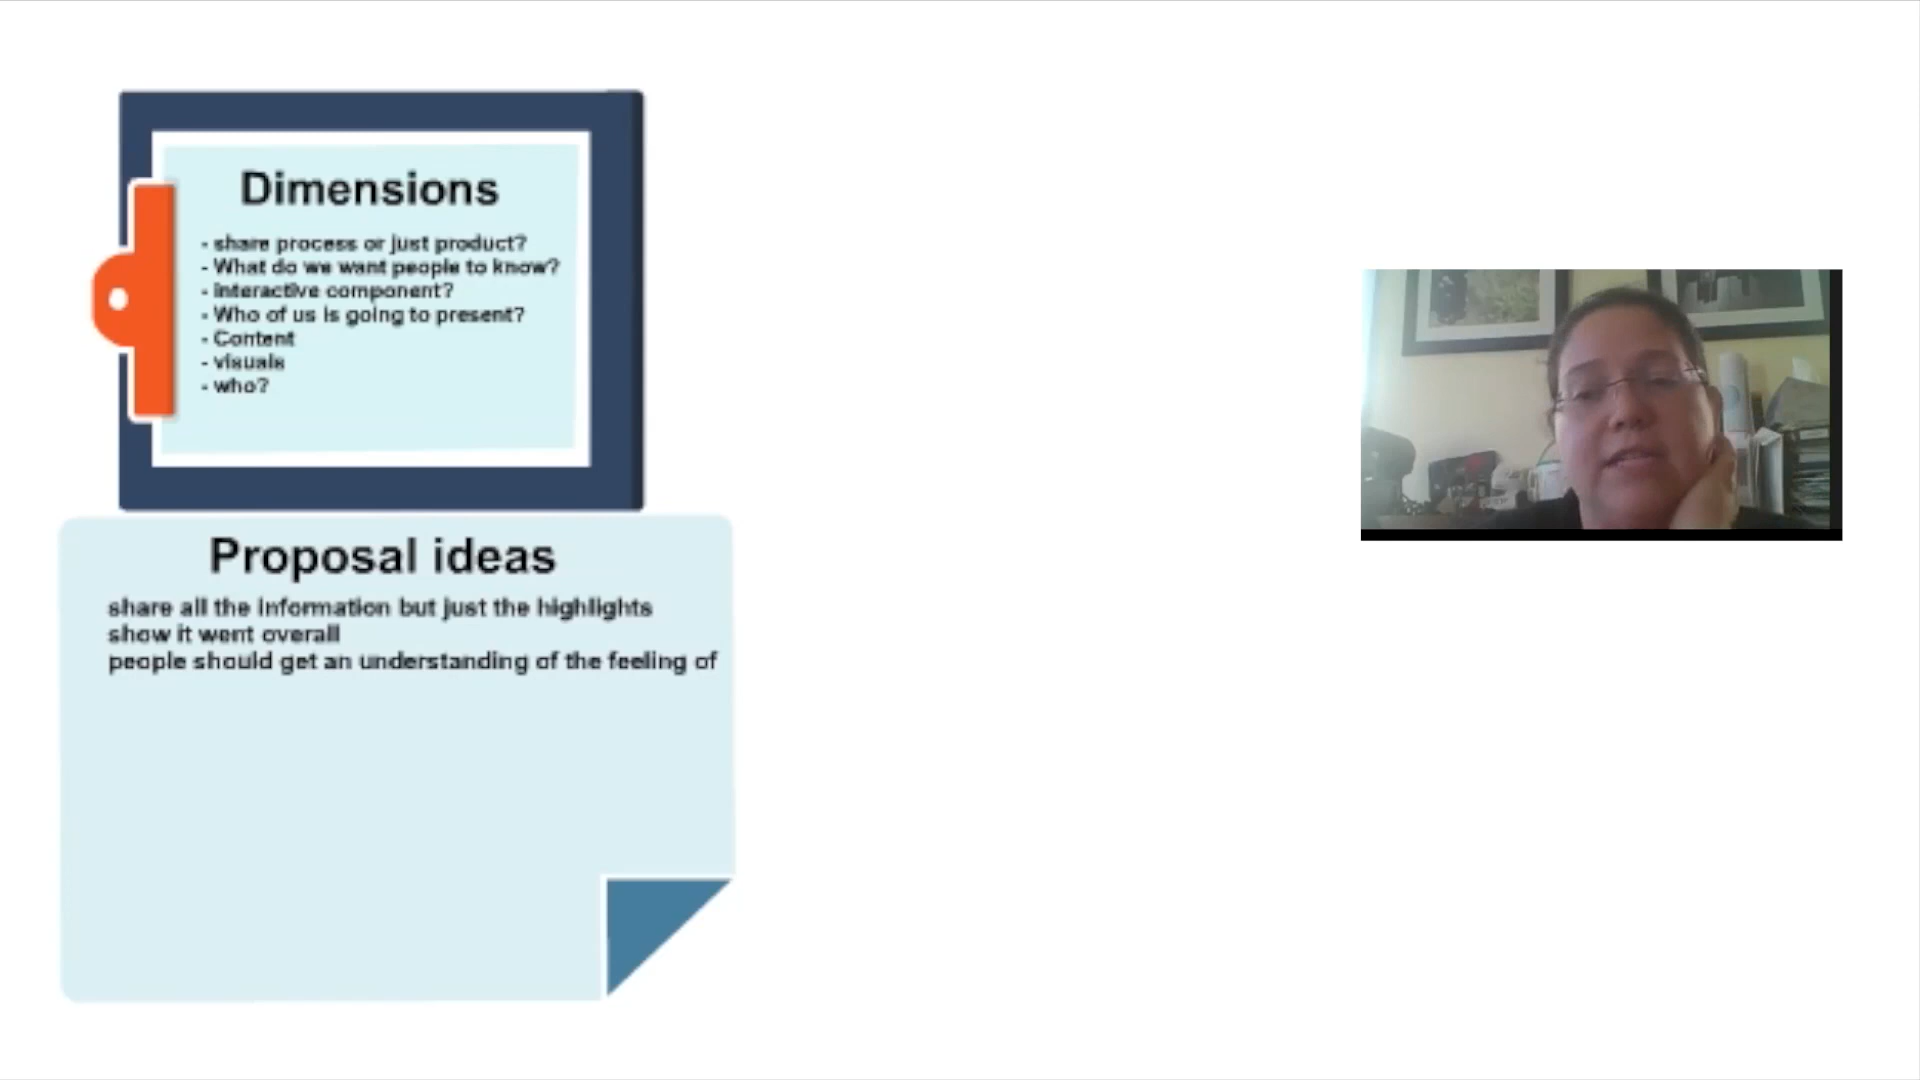 Dimensions
- share process or just product?
- What do we want people to know?
- Interactive component?
- Who of us is going to present?
- Content
- visuals
- who?
Proposal ideas
share all the information but just the highlights
show it went overall
people should get an understanding of the feeling of